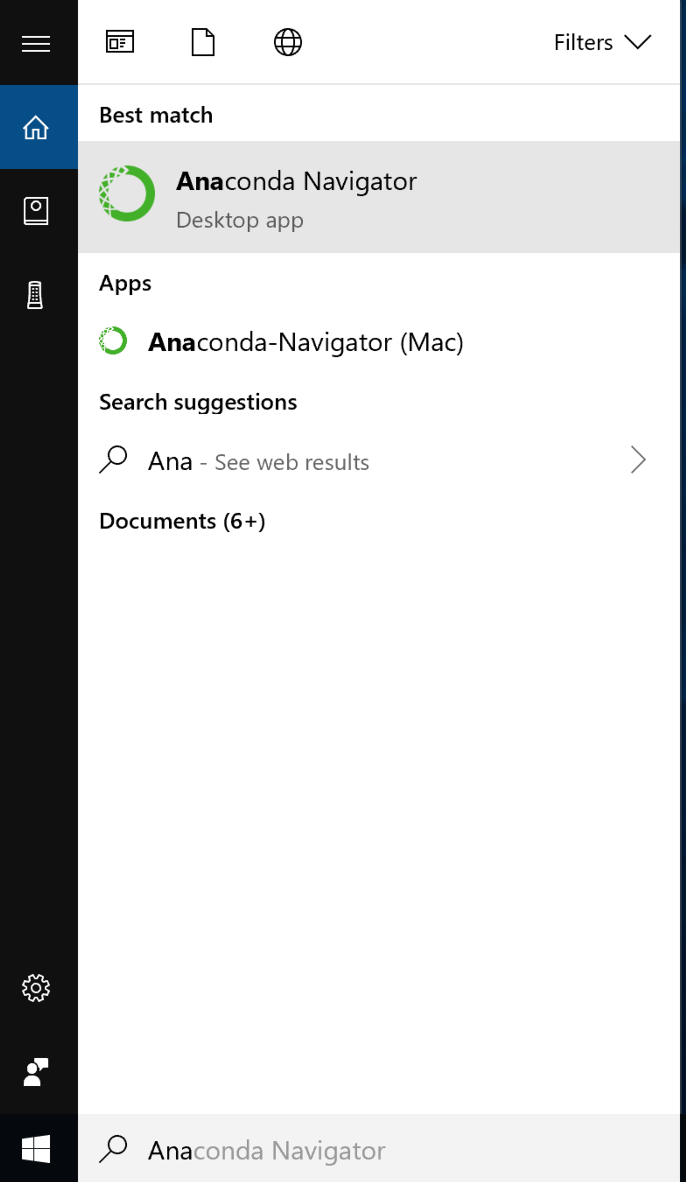 Filters
Best match
Anaconda Navigator
Desktop app
Apps
Anaconda-Navigator (Mac)
Search suggestions
Ana - See web results
Documents (6+)
Anaconda Navigator